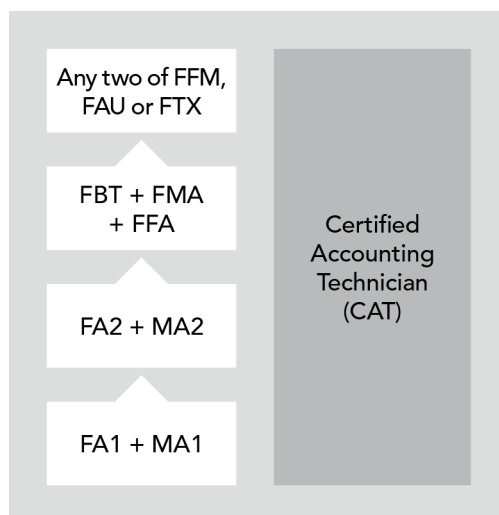 Any two of FFM,
FAU or FTX
FBT + FMA
+ FFA
FA2 + MA2
FA1 + MA1
Certified
Accounting
Technician
(CAT)